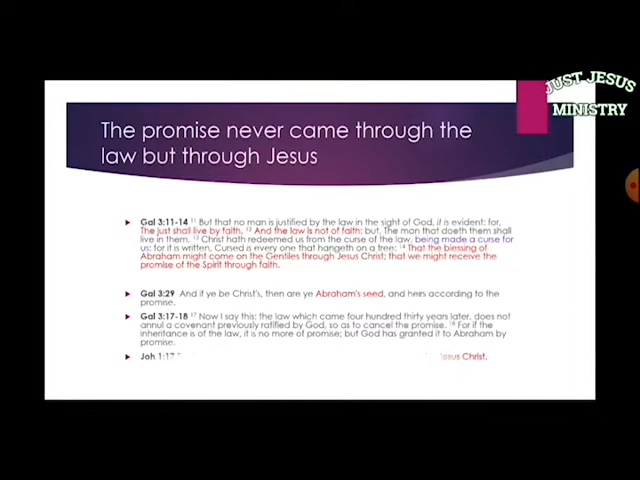 JUST JESUS
MINISTRY
The promise never came through the
law but through Jesus
Gal 3:11-14 11 But that no man is justified by the law in the sight of God, it is evident: for,
The just shall live by faith. 12 And the law is not of faith: but, The man that doeth them shall
live in them. 13 Christ hath redeemed us from the curse of the law, being made a curse for
us: for it is written, Cursed is every one that hangeth on a tree: 14 That the blessing of
Abraham might come on the Gentiles through Jesus Christ; that we might receive the
promise of the Spirit through faith.
Gal 3:29 And if ye be Christ's, then are ye Abraham's seed, and heirs according to the
promise.
Gal 3:17-18 17 Now I say this: the law which came four hundred thirty years later, does not
annul a covenant previously ratified by God, so as to cancel the promise. 18 For if the
inheritance is of the law, it is no more of promise; but God has granted it to Abraham by
promise.
Joh 1:17 Jesus Christ.